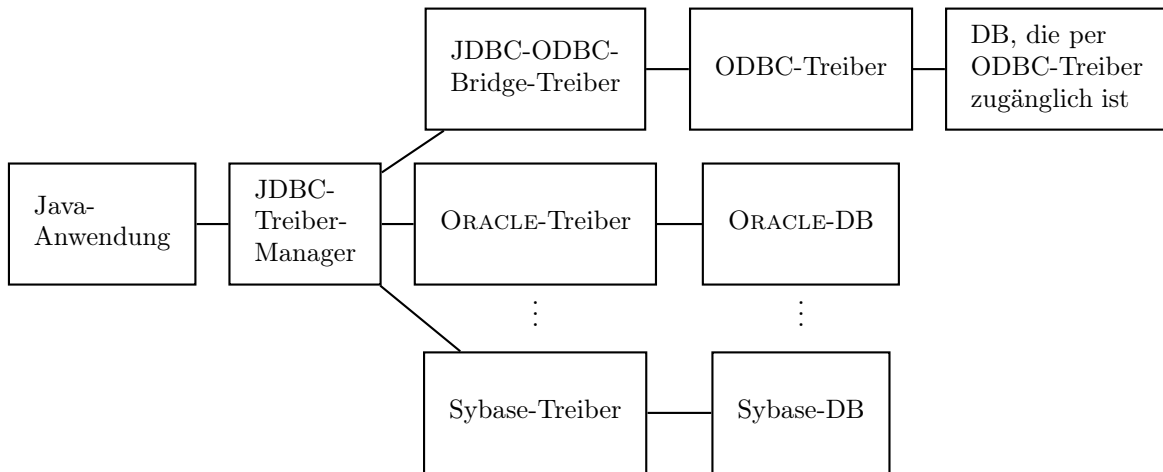 JDBC-ODBC-
Bridge-Treiber
ODBC-Treiber
DB, die per
ODBC-Treiber
zugänglich ist
Java-
Anwendung
JDBC-
Treiber-
Manager
ORACLE-Treiber
ORACLE-DB
⋮
⋮
Sybase-Treiber
Sybase-DB